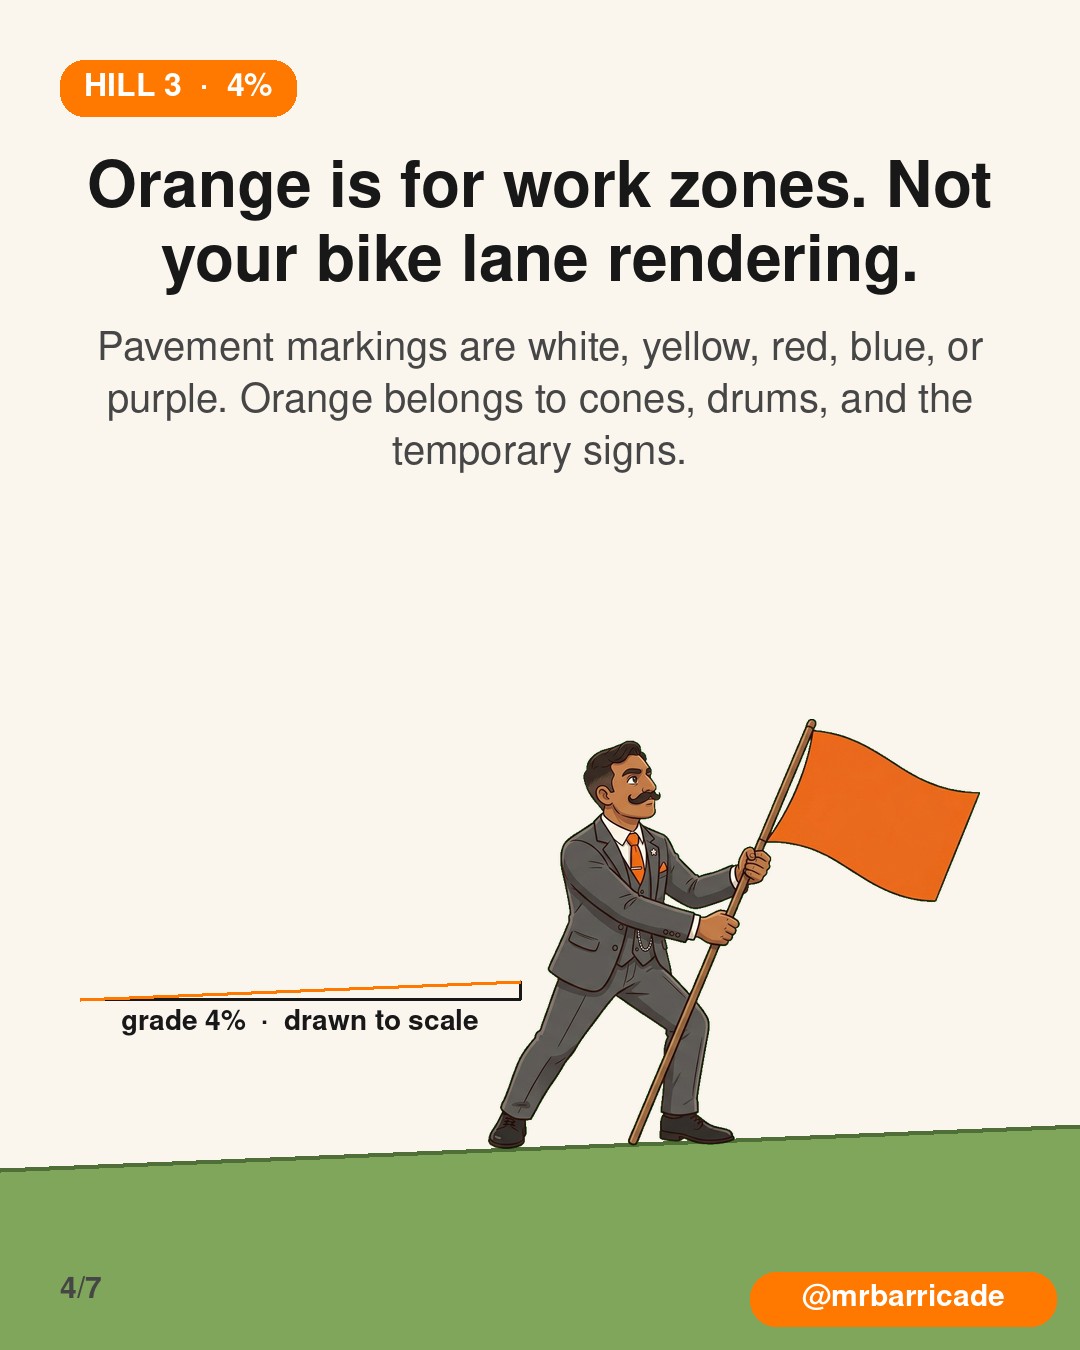 HILL 3 · 4%
Orange is for work zones. Not
your bike lane rendering.
Pavement markings are white, yellow, red, blue, or
purple. Orange belongs to cones, drums, and the
temporary signs.
grade 4% · drawn to scale
4/7
@mrbarricade